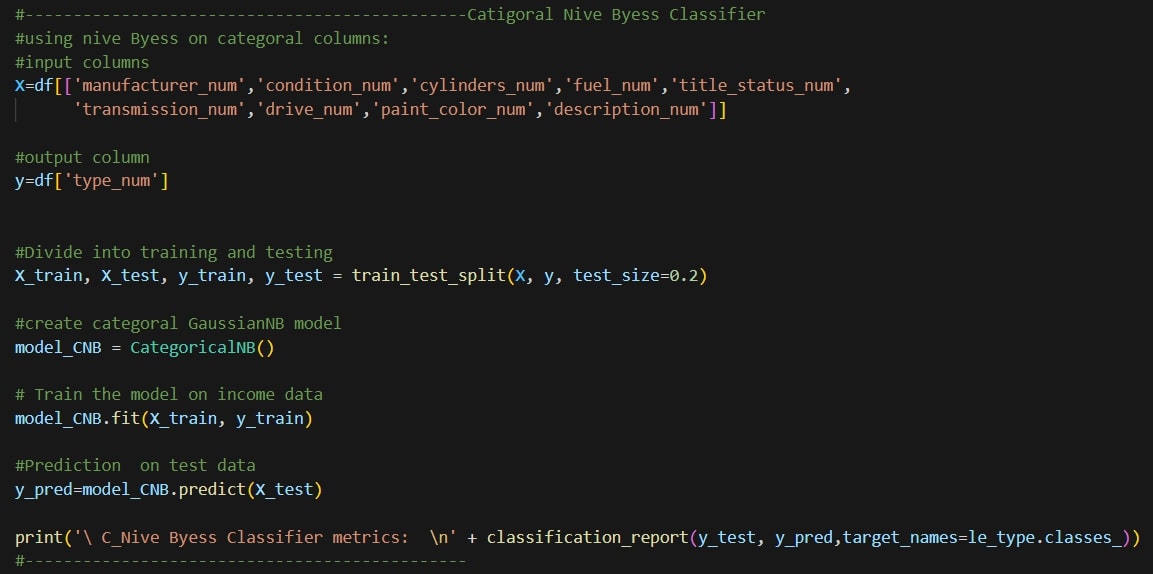 #----------------------------------------------Catigoral Nive Byess Classifier
#using nive Byess on categoral columns:
#input columns
X=df[['manufacturer_num','condition_num','cylinders_num','fuel_num','title_status_num',
      'transmission_num','drive_num','paint_color_num','description_num']]
#output column
y=df['type_num']
#Divide into training and testing
X_train, X_test, y_train, y_test = train_test_split(X, y, test_size=0.2)
#create categoral GaussianNB model
model_CNB = CategoricalNB()
# Train the model on income data
model_CNB.fit(X_train, y_train)
#Prediction  on test data
y_pred=model_CNB.predict(X_test)
print('\ C_Nive Byess Classifier metrics:  \n' + classification_report(y_test, y_pred,target_names=le_type.classes_))
#----------------------------------------------